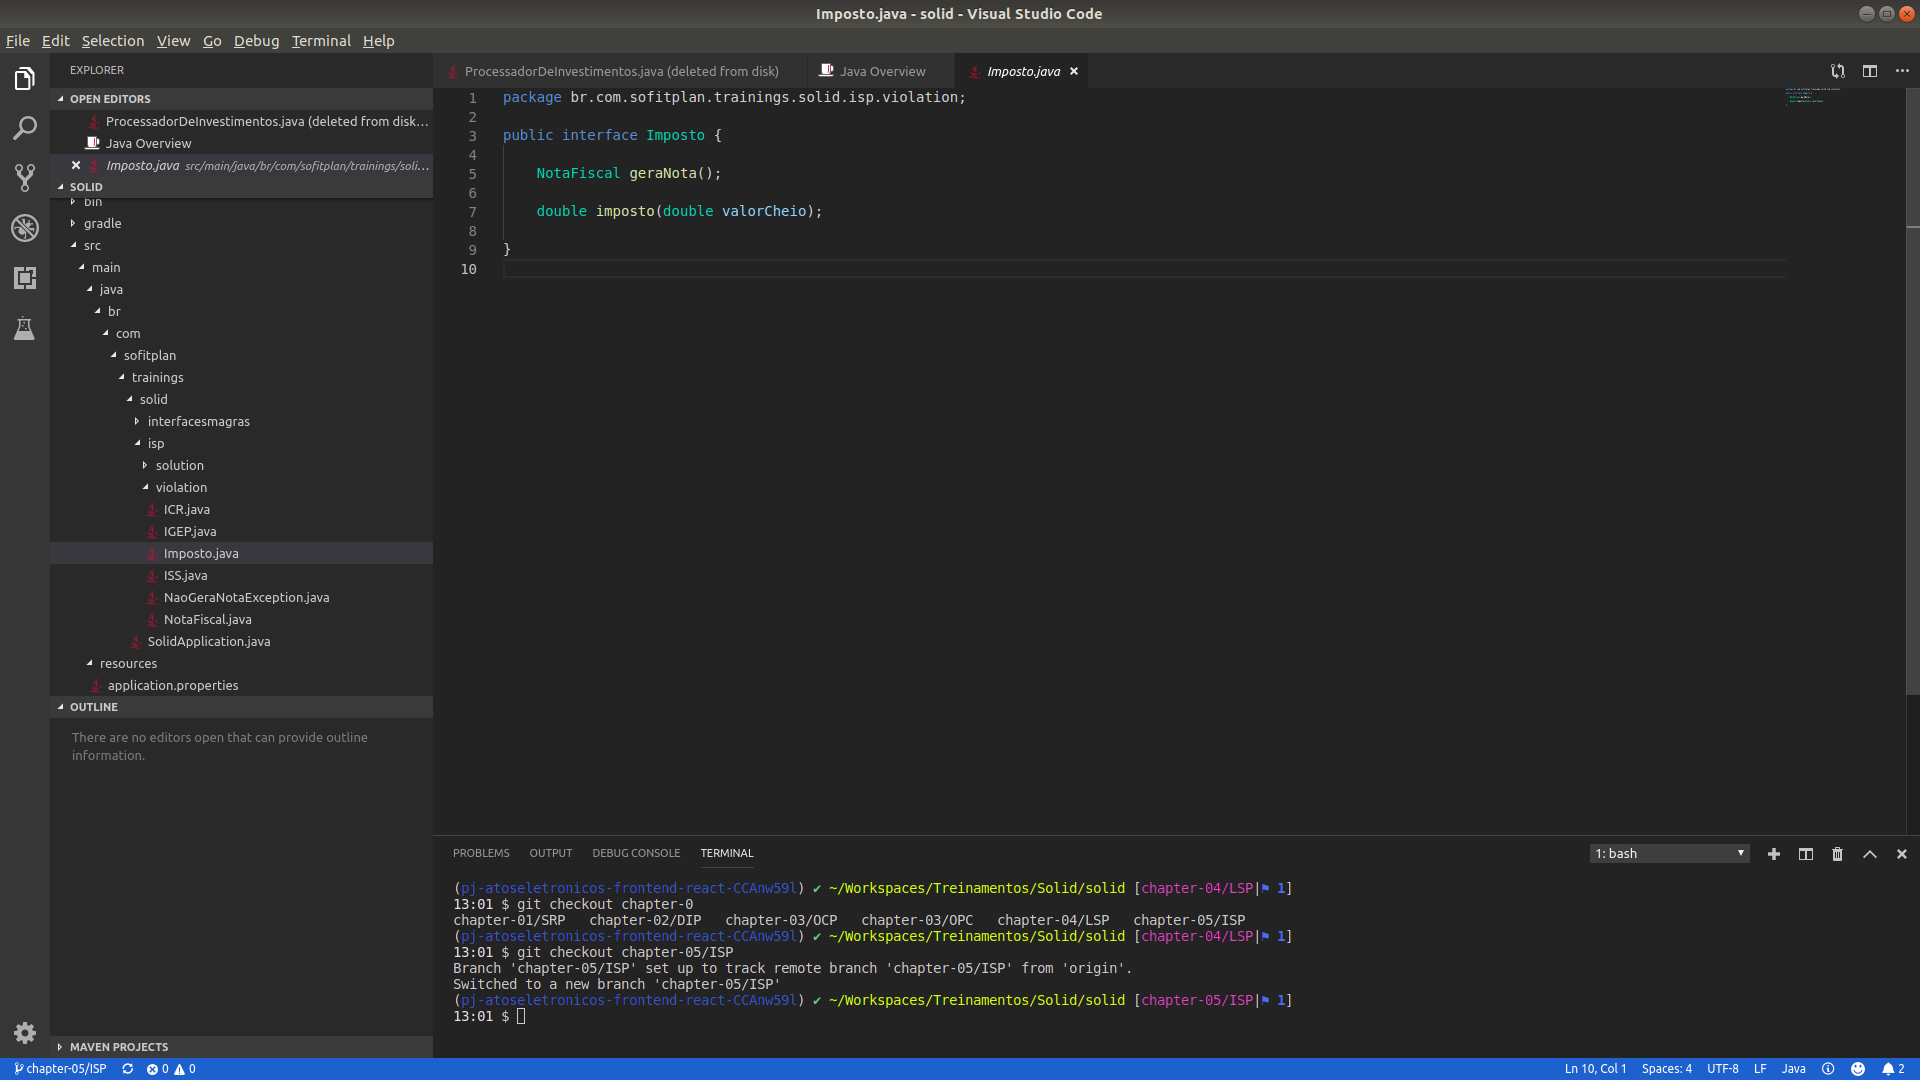 Imposto.java - solid - Visual Studio Code
File Edit Selection View Go Debug Terminal Help
EXPLORER
OPEN EDITORS
ProcessadorDeInvestimentos.java (deleted from disk...
Java Overview
Imposto.java src/main/java/br/com/sofitplan/trainings/soli...
SOLID
bin
gradle
src
main
java
br
com
sofitplan
trainings
solid
interfacesmagras
isp
solution
violation
ICR.java
IGEP.java
Imposto.java
ISS.java
NaoGeraNotaException.java
NotaFiscal.java
SolidApplication.java
resources
application.properties
OUTLINE
There are no editors open that can provide outline
information.
MAVEN PROJECTS
ProcessadorDeInvestimentos.java (deleted from disk) Java Overview Imposto.java
1 package br.com.sofitplan.trainings.solid.isp.violation;
2
3 public interface Imposto {
4
5 NotaFiscal geraNota();
6
7 double imposto(double valorCheio);
8
9 }
10
PROBLEMS OUTPUT DEBUG CONSOLE TERMINAL 1: bash
(pj-atoseletronicos-frontend-react-CCAnw59l) ✔ ~/Workspaces/Treinamentos/Solid/solid [chapter-04/LSP|⚑ 1]
13:01 $ git checkout chapter-0
chapter-01/SRP chapter-02/DIP chapter-03/OCP chapter-03/OPC chapter-04/LSP chapter-05/ISP
(pj-atoseletronicos-frontend-react-CCAnw59l) ✔ ~/Workspaces/Treinamentos/Solid/solid [chapter-04/LSP|⚑ 1]
13:01 $ git checkout chapter-05/ISP
Branch 'chapter-05/ISP' set up to track remote branch 'chapter-05/ISP' from 'origin'.
Switched to a new branch 'chapter-05/ISP'
(pj-atoseletronicos-frontend-react-CCAnw59l) ✔ ~/Workspaces/Treinamentos/Solid/solid [chapter-05/ISP|⚑ 1]
13:01 $
chapter-05/ISP 0 0 Ln 10, Col 1 Spaces: 4 UTF-8 LF Java 2